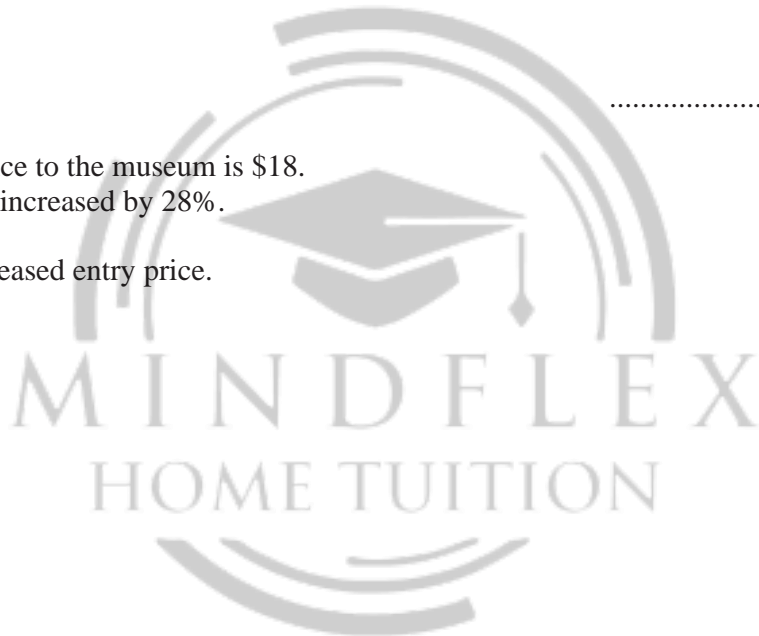 ....................
ce to the museum is $18.
increased by 28%.
eased entry price.
MINDFLEX
HOME TUITION